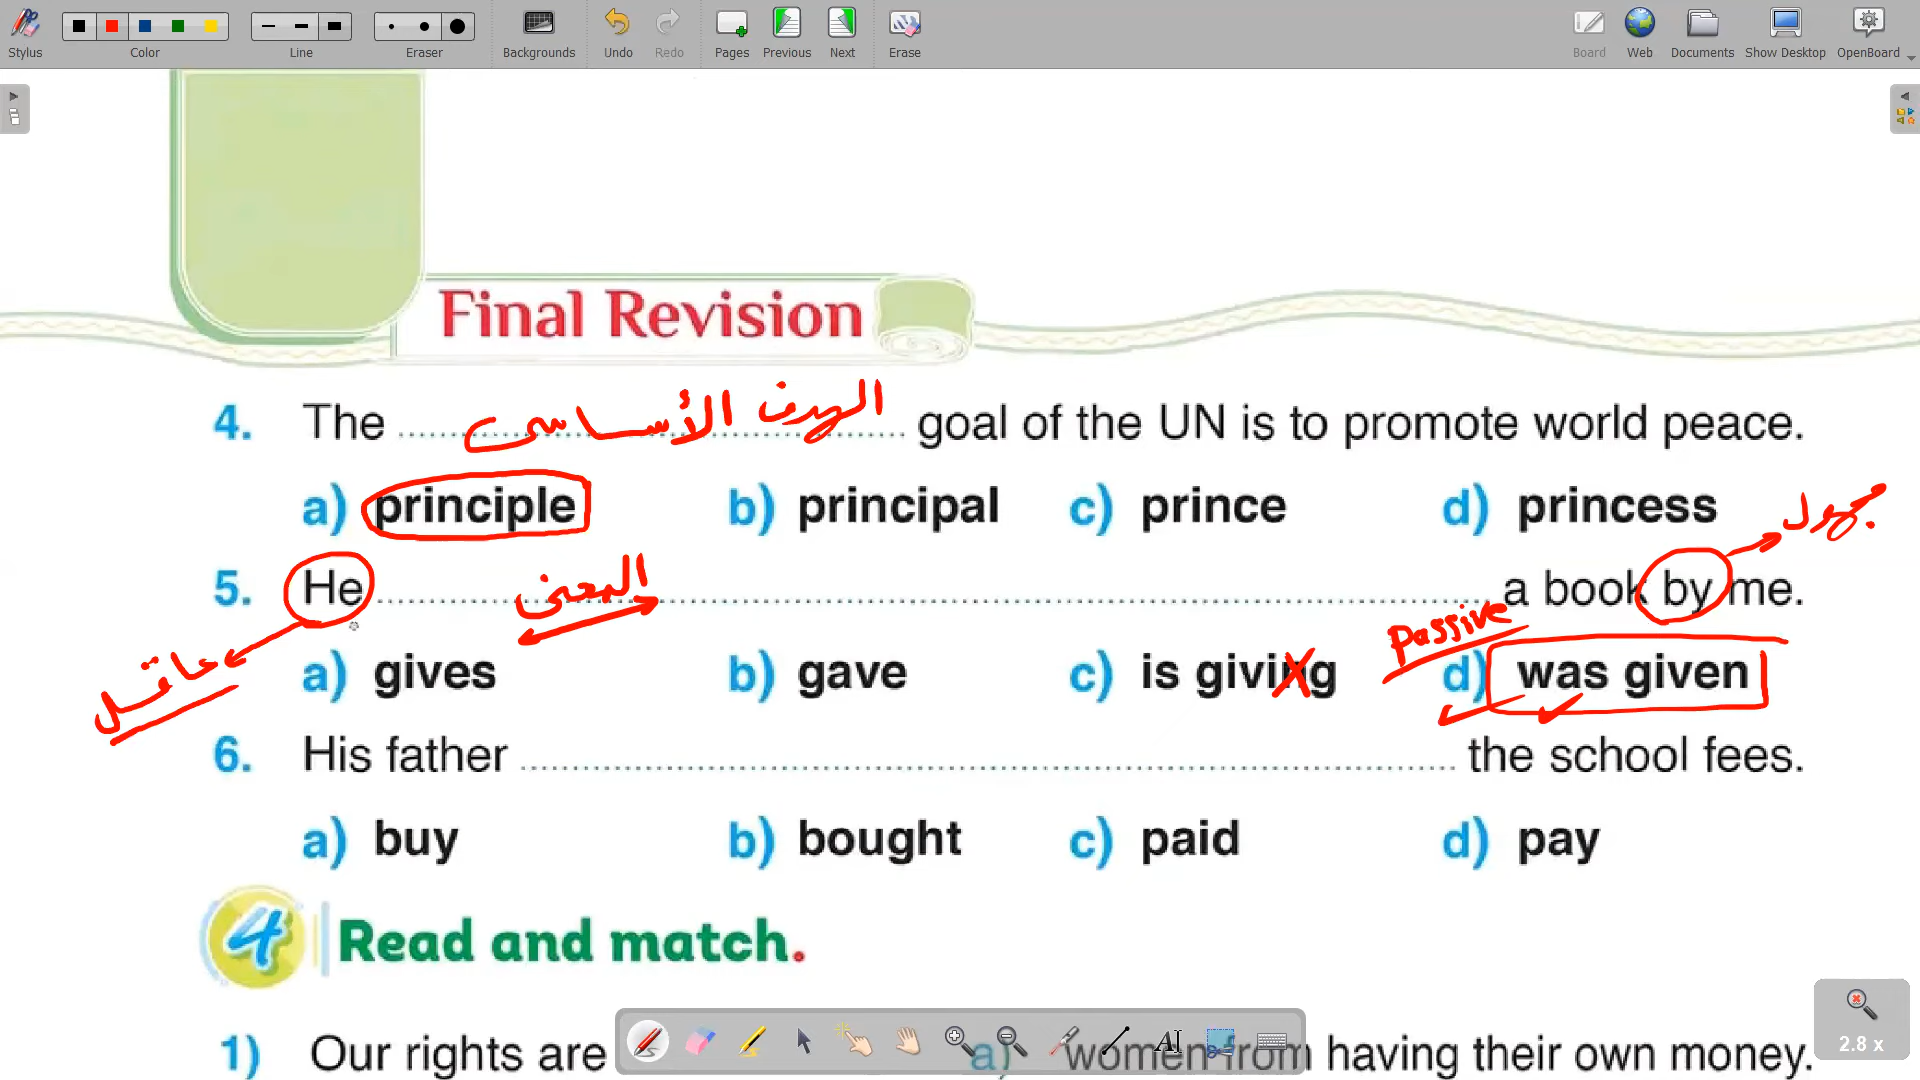 Stylus Color Line Eraser Backgrounds Undo Redo Pages Previous Next Erase Board Web Documents Show Desktop OpenBoard
Final Revision
4. The .......... goal of the UN is to promote world peace.
الهدف الأساسى
a) principle b) principal c) prince d) princess
مجهول
5. He .......... a book by me.
المعنى
Passive
عاقل
a) gives b) gave c) is giving d) was given
6. His father .......... the school fees.
a) buy b) bought c) paid d) pay
4 Read and match.
1) Our rights are a) women from having their own money.
2.8 x